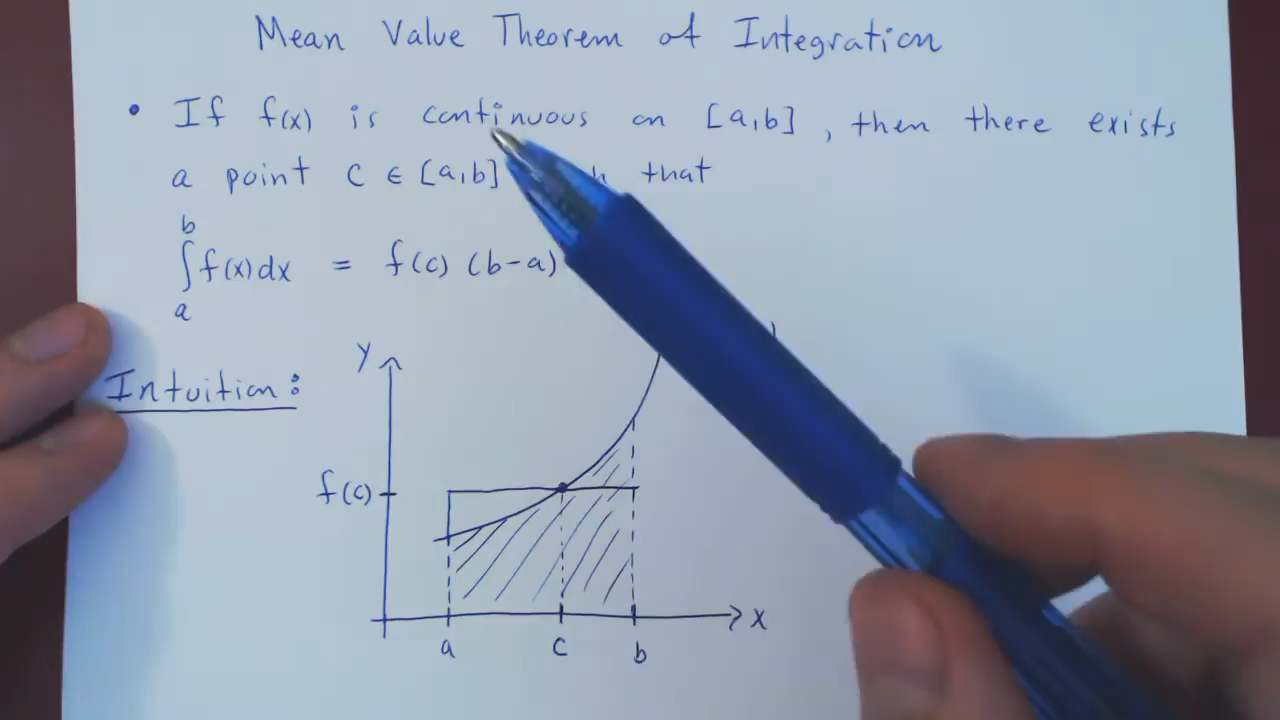 Mean Value Theorem of Integration
• If f(x) is continuous on [a,b], then there exists
a point c ∈ [a,b] that
b
∫f(x)dx = f(c) (b-a)
a
Intuition:
y
f(c)
x
a c b